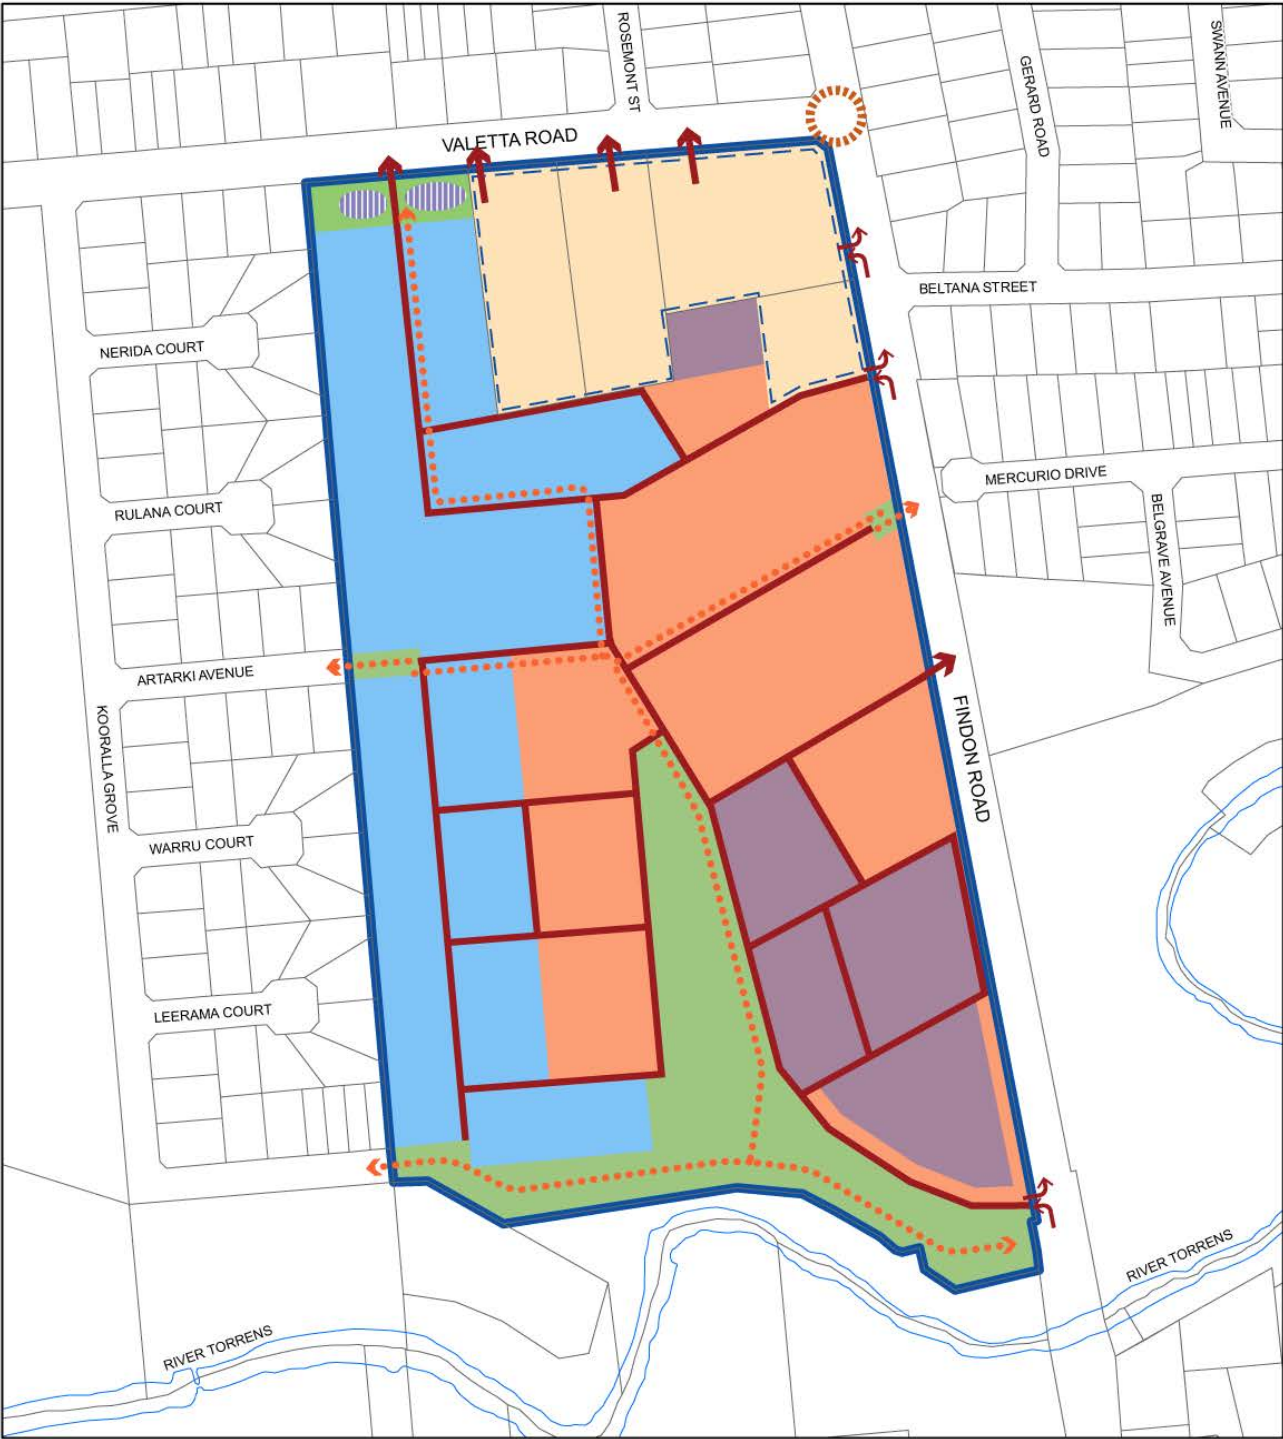 ROSEMONT ST
SWANN AVENUE
GERARD ROAD
VALETTA ROAD
BELTANA STREET
NERIDA COURT
MERCURIO DRIVE
RULANA COURT
BELGRAVE AVENUE
ARTARKI AVENUE
KOORALLA GROVE
FINDON ROAD
WARRU COURT
LEERAMA COURT
RIVER TORRENS
RIVER TORRENS